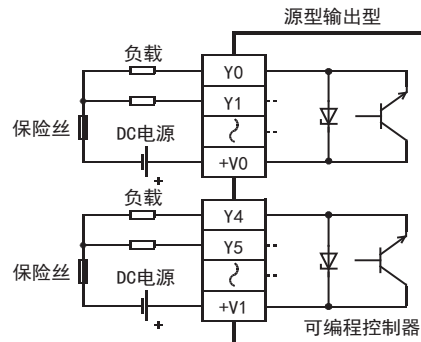 源型输出型
负载
Y0
Y1
保险丝
DC电源
+V0
+
负载
Y4
Y5
保险丝
DC电源
+V1
+
可编程控制器